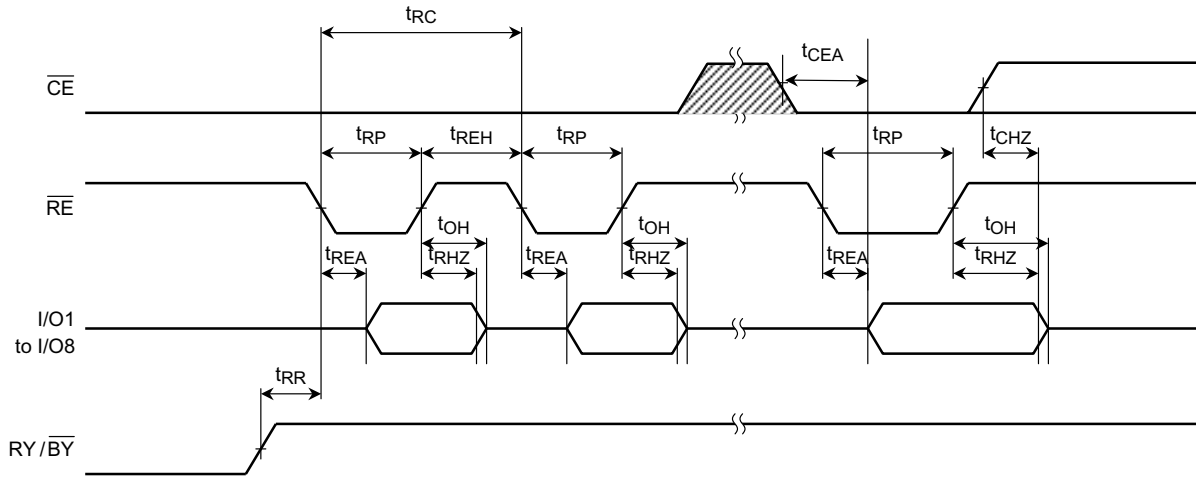 tRC
tCEA
CE
tRP
tREH
tRP
tRP
tCHZ
RE
tOH
tOH
tOH
tREA
tRHZ
tREA
tRHZ
tREA
tRHZ
I/O1
to I/O8
tRR
RY/BY